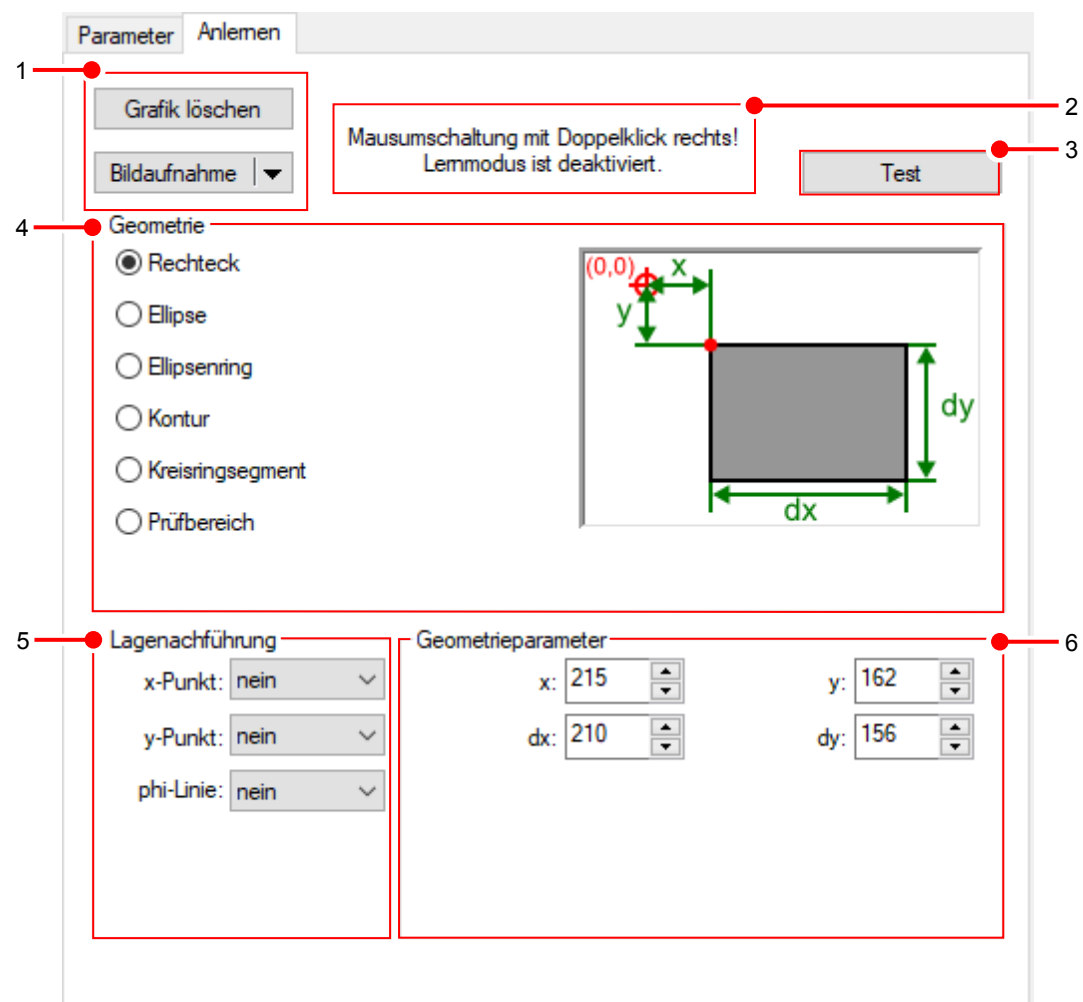 Parameter Anlernen
1
Grafik löschen
2
Mausumschaltung mit Doppelklick rechts!
Lernmodus ist deaktiviert.
3
Bildaufnahme
Test
4
Geometrie
Rechteck
Ellipse
Ellipsenring
Kontur
Kreisringsegment
Prüfbereich
(0,0)
x
y
dy
dx
5
Lagenachführung
x-Punkt: nein
y-Punkt: nein
phi-Linie: nein
Geometrieparameter
6
x: 215
y: 162
dx: 210
dy: 156